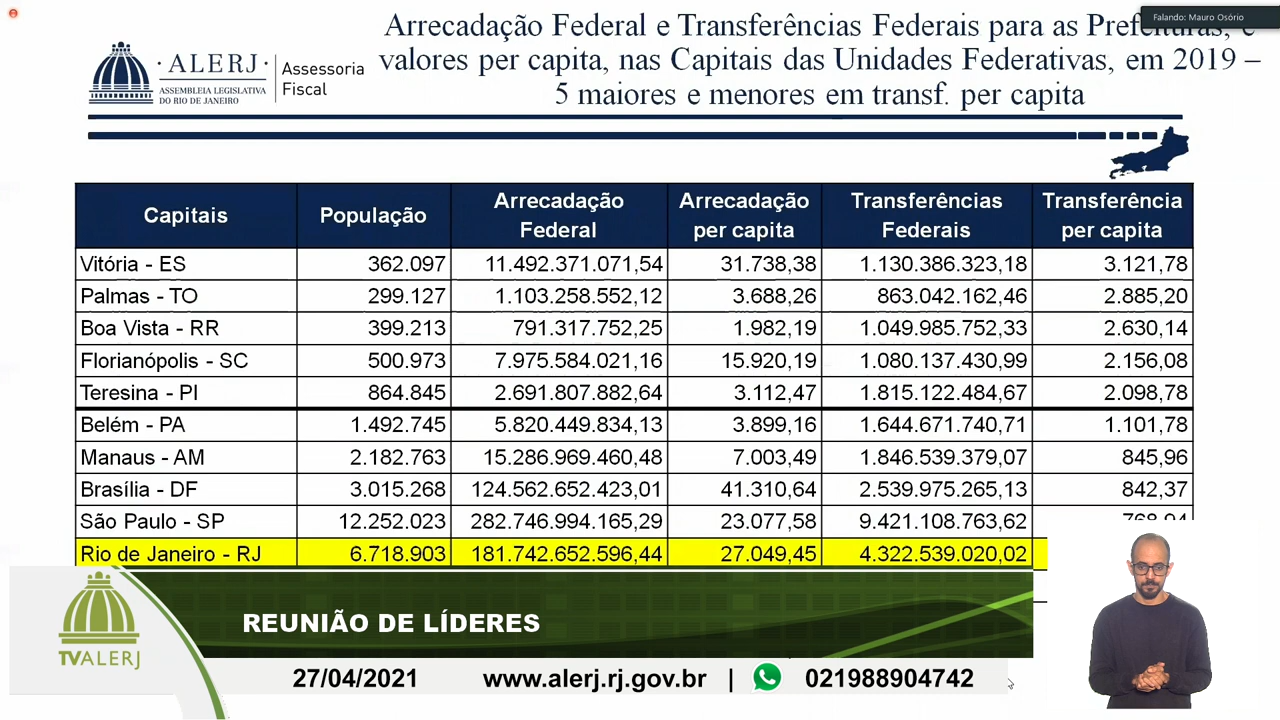 Falando: Mauro Osório
Arrecadação Federal e Transferências Federais para as Prefeituras, e
valores per capita, nas Capitais das Unidades Federativas, em 2019 –
5 maiores e menores em transf. per capita
·ALERJ·
ASSEMBLEIA LEGISLATIVA
DO RIO DE JANEIRO
Assessoria
Fiscal
Capitais População Arrecadação Federal Arrecadação per capita Transferências Federais Transferência per capita
Vitória - ES 362.097 11.492.371.071,54 31.738,38 1.130.386.323,18 3.121,78
Palmas - TO 299.127 1.103.258.552,12 3.688,26 863.042.162,46 2.885,20
Boa Vista - RR 399.213 791.317.752,25 1.982,19 1.049.985.752,33 2.630,14
Florianópolis - SC 500.973 7.975.584.021,16 15.920,19 1.080.137.430,99 2.156,08
Teresina - PI 864.845 2.691.807.882,64 3.112,47 1.815.122.484,67 2.098,78
Belém - PA 1.492.745 5.820.449.834,13 3.899,16 1.644.671.740,71 1.101,78
Manaus - AM 2.182.763 15.286.969.460,48 7.003,49 1.846.539.379,07 845,96
Brasília - DF 3.015.268 124.562.652.423,01 41.310,64 2.539.975.265,13 842,37
São Paulo - SP 12.252.023 282.746.994.165,29 23.077,58 9.421.108.763,62 768,94
Rio de Janeiro - RJ 6.718.903 181.742.652.596,44 27.049,45 4.322.539.020,02
REUNIÃO DE LÍDERES
TVALERJ
27/04/2021 www.alerj.rj.gov.br | 021988904742